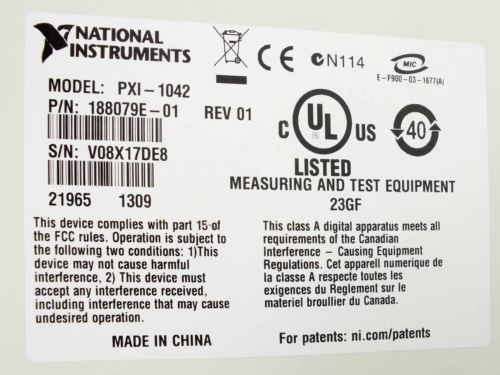 NATIONAL
INSTRUMENTS
CE
N114
MIC
E-F900-03-1677(A)
MODEL: PXI-1042
P/N: 188079E-01 REV 01
S/N: V08X17DE8
21965 1309
C UL US 40
LISTED
MEASURING AND TEST EQUIPMENT
23GF
This device complies with part 15 of
the FCC rules. Operation is subject to
the following two conditions: 1)This
device may not cause harmful
interference, 2) This device must
accept any interference received,
including interference that may cause
undesired operation.
This class A digital apparatus meets all
requirements of the Canadian
Interference - Causing Equipment
Regulations. Cet appareil numerique de
la classe A respecte toutes les
exigences du Reglement sur le
materiel broullier du Canada.
MADE IN CHINA
For patents: ni.com/patents